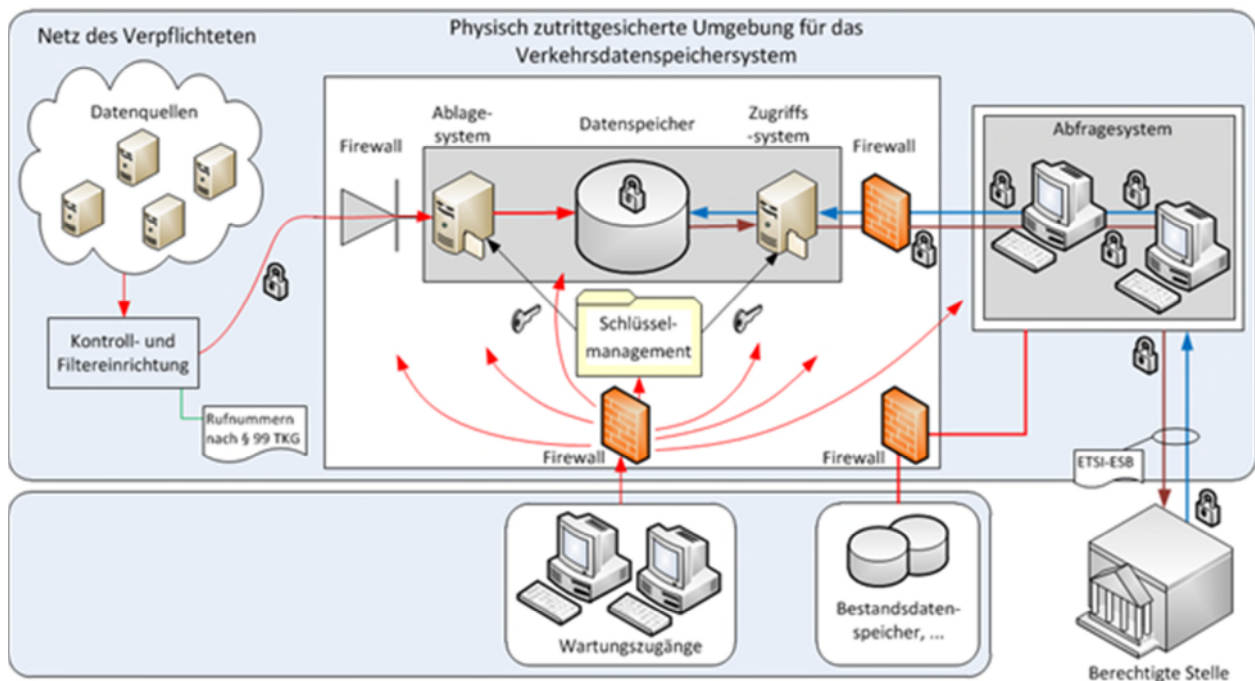 Netz des Verpflichteten
Physisch zutrittgesicherte Umgebung für das
Verkehrsdatenspeichersystem
Datenquellen
Firewall
Ablage-
system
Datenspeicher
Zugriffs
-system
Firewall
Abfragesystem
Kontroll- und
Filtereinrichtung
Rufnummern
nach § 99 TKG
Schlüssel-
management
Firewall
Firewall
ETSI-ESB
Wartungszugänge
Bestandsdaten-
speicher, ...
Berechtigte Stelle